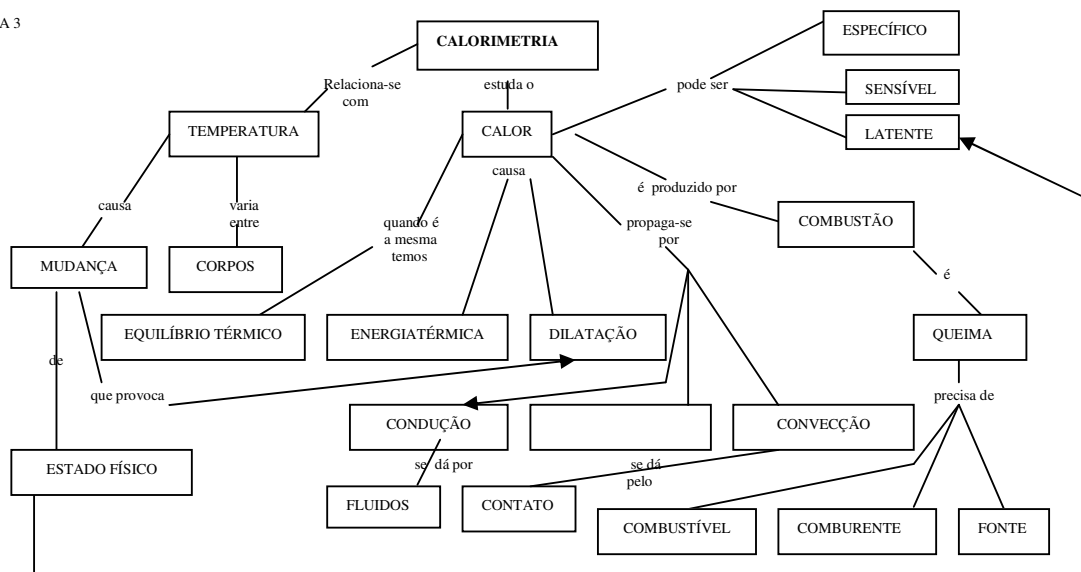 A 3
CALORIMETRIA
ESPECÍFICO
Relaciona-se
com
estuda o
pode ser
SENSÍVEL
TEMPERATURA
CALOR
LATENTE
causa
é produzido por
causa
varia
entre
quando é
a mesma
temos
propaga-se
por
COMBUSTÃO
MUDANÇA
CORPOS
é
EQUILÍBRIO TÉRMICO
ENERGIATÉRMICA
DILATAÇÃO
QUEIMA
de
que provoca
precisa de
CONDUÇÃO
CONVECÇÃO
ESTADO FÍSICO
se dá por
se dá
pelo
FLUIDOS
CONTATO
COMBUSTÍVEL
COMBURENTE
FONTE